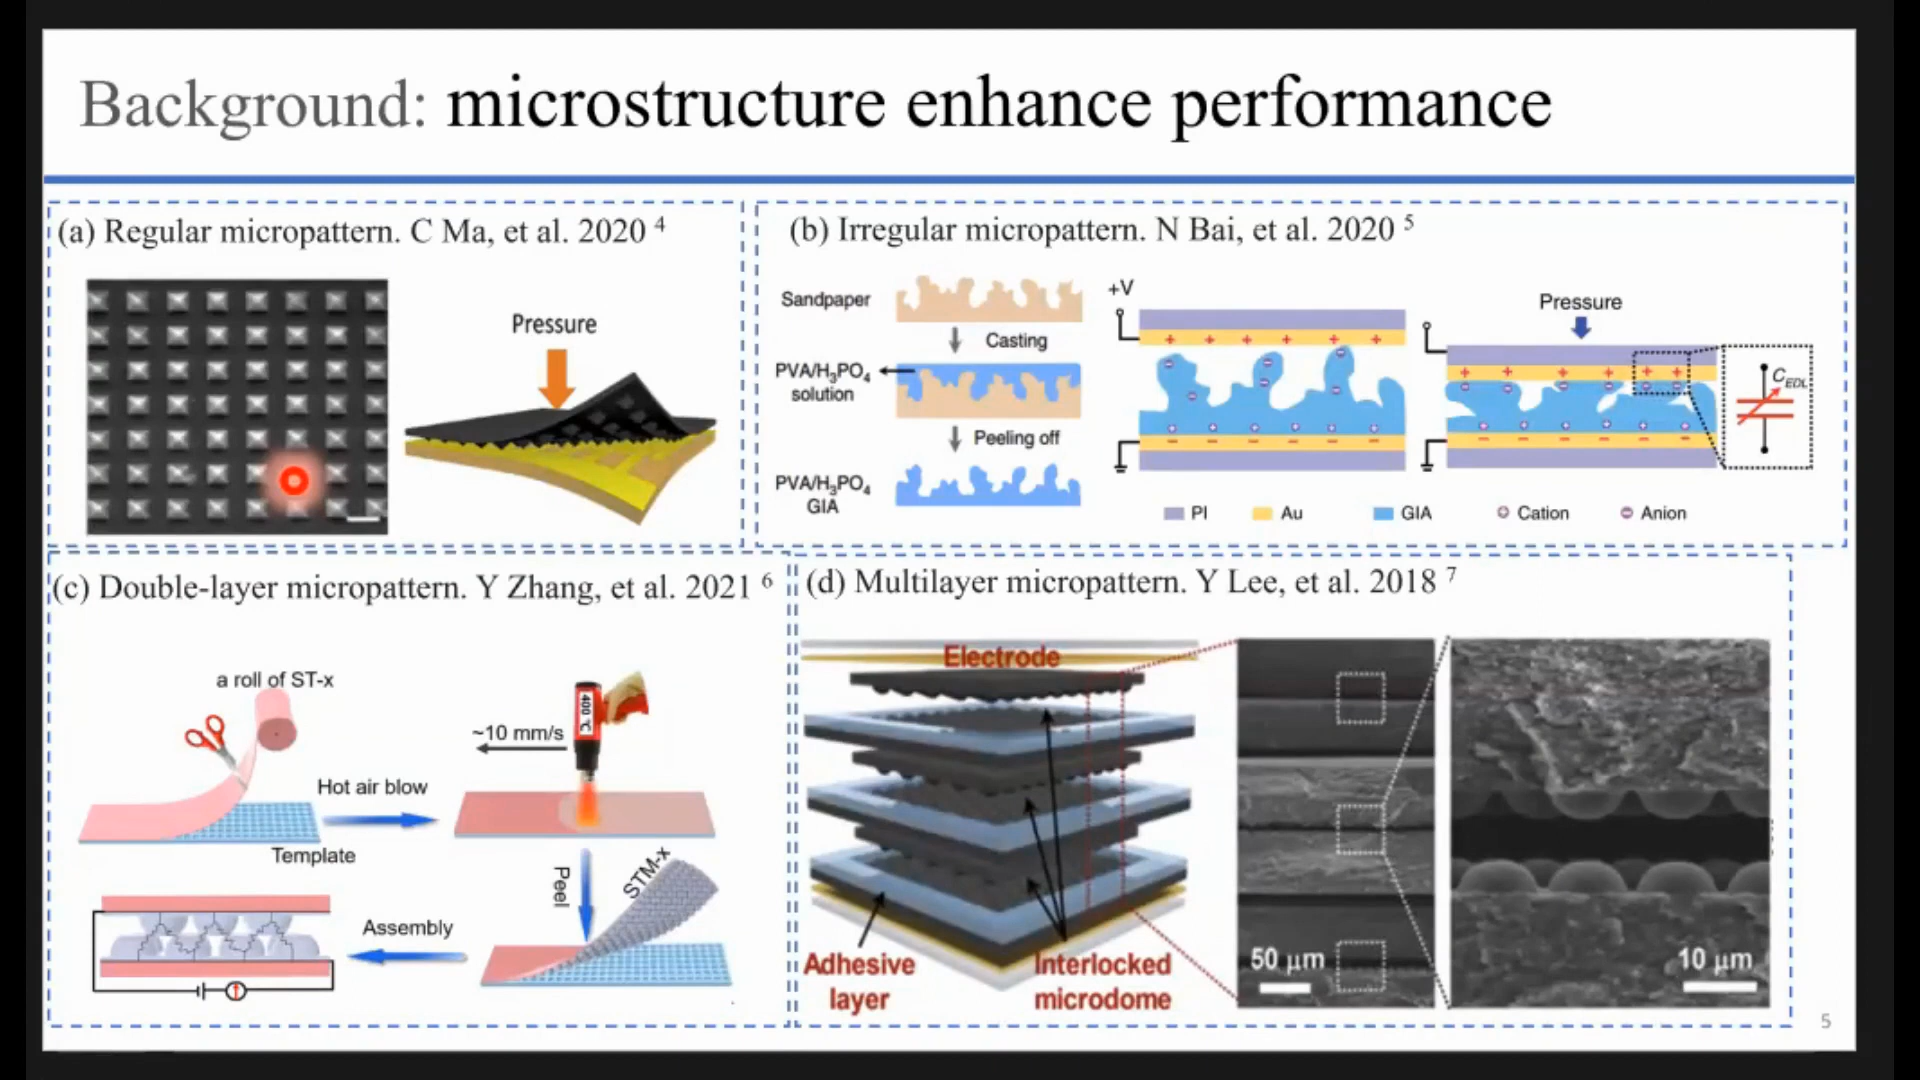 Background: microstructure enhance performance
(a) Regular micropattern. C Ma, et al. 2020 4
Pressure
(b) Irregular micropattern. N Bai, et al. 2020 5
Sandpaper
Casting
PVA/H3PO4
solution
Peeling off
PVA/H3PO4
GIA
+V
Pressure
CEDL
PI
Au
GIA
Cation
Anion
(c) Double-layer micropattern. Y Zhang, et al. 2021 6
a roll of ST-x
Hot air blow
Template
~10 mm/s
400 °C
Peel
STM-x
Assembly
(d) Multilayer micropattern. Y Lee, et al. 2018 7
Electrode
Adhesive
layer
Interlocked
microdome
50 μm
10 μm
5